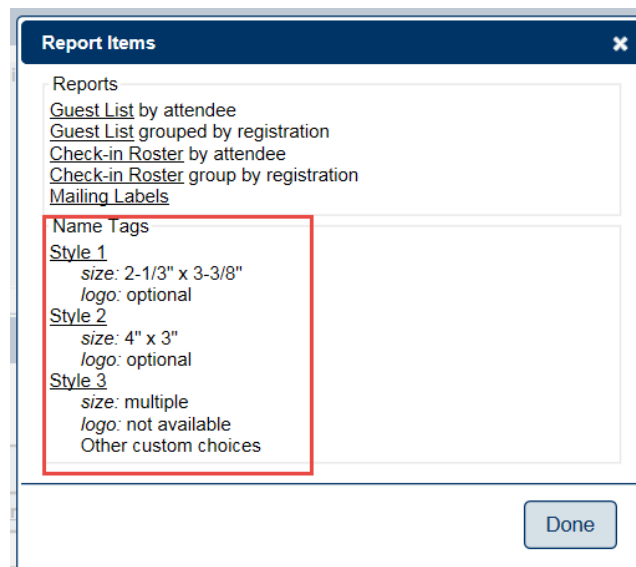 Report Items
Reports
Guest List by attendee
Guest List grouped by registration
Check-in Roster by attendee
Check-in Roster group by registration
Mailing Labels
Name Tags
Style 1
size: 2-1/3" x 3-3/8"
logo: optional
Style 2
size: 4" x 3"
logo: optional
Style 3
size: multiple
logo: not available
Other custom choices
Done